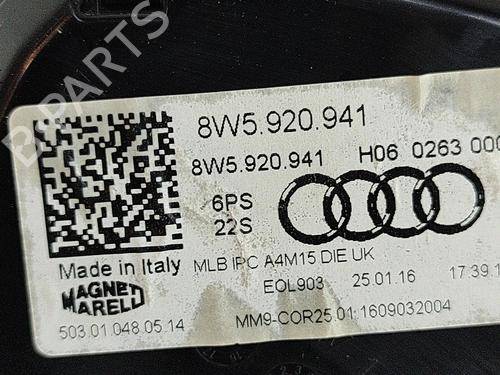 B-PARTS
8W5.920.941
8W5.920.941 H06 0263 000
6PS
22S
Made in Italy
MLB IPC A4M15 DIE UK
MAGNETI
MARELLI
EOL903 25.01.16 17:39.1
503.01.048.05.14
MM9-COR25.01.1609032004